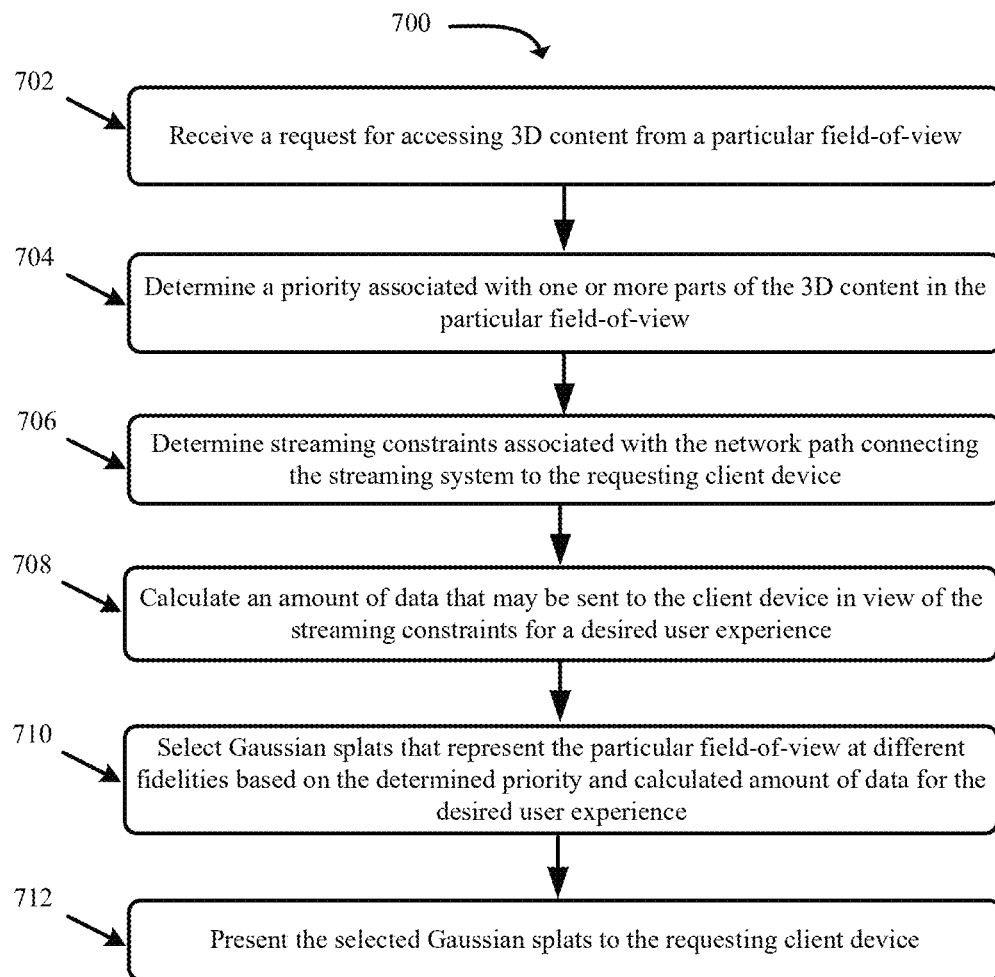 700
702
Receive a request for accessing 3D content from a particular field-of-view
704
Determine a priority associated with one or more parts of the 3D content in the
particular field-of-view
706
Determine streaming constraints associated with the network path connecting
the streaming system to the requesting client device
708
Calculate an amount of data that may be sent to the client device in view of the
streaming constraints for a desired user experience
710
Select Gaussian splats that represent the particular field-of-view at different
fidelities based on the determined priority and calculated amount of data for the
desired user experience
712
Present the selected Gaussian splats to the requesting client device